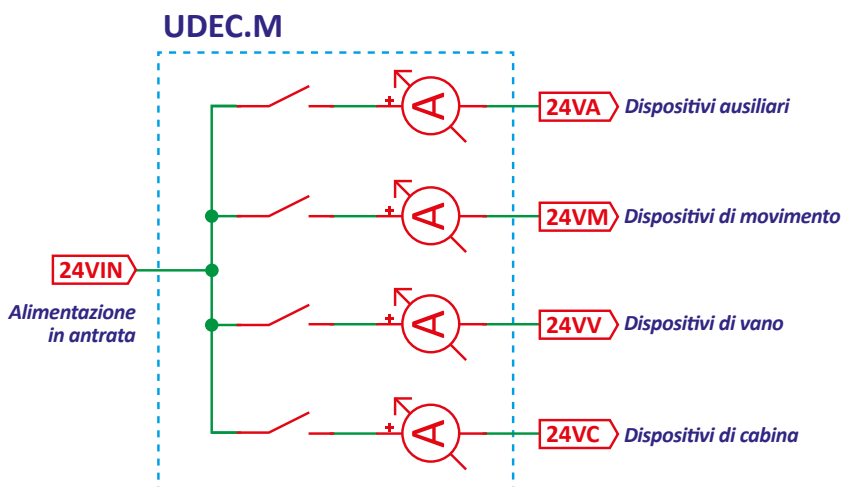 UDEC.M
+
A
24VA
Dispositivi ausiliari
+
A
24VM
Dispositivi di movimento
24VIN
Alimentazione
in antrata
+
A
24VV
Dispositivi di vano
+
A
24VC
Dispositivi di cabina